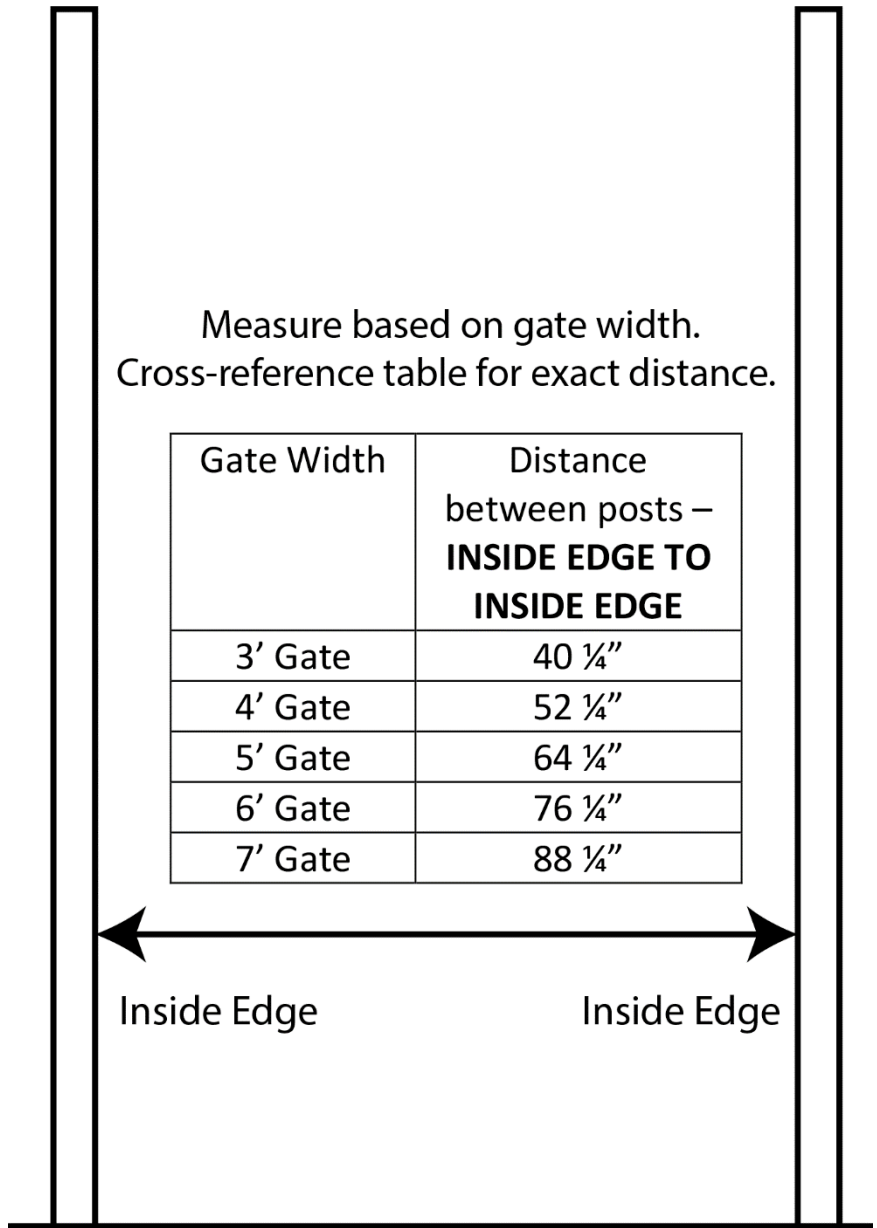 Measure based on gate width.
Cross-reference table for exact distance.
Gate Width
Distance
between posts –
INSIDE EDGE TO
INSIDE EDGE
3’ Gate 40 ¼”
4’ Gate 52 ¼”
5’ Gate 64 ¼”
6’ Gate 76 ¼”
7’ Gate 88 ¼”
Inside Edge Inside Edge